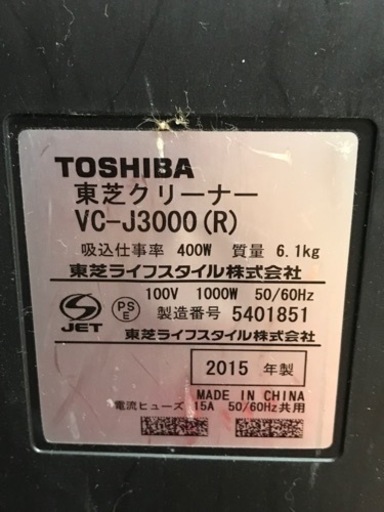 TOSHIBA
東芝クリーナー
VC-J3000(R)
吸込仕事率 400W 質量 6.1kg
東芝ライフスタイル株式会社
100V 1000W 50/60Hz
S JET PS E 製造番号 5401851
東芝ライフスタイル株式会社
2015 年製
MADE IN CHINA
電流ヒューズ 15A 50/60Hz共用